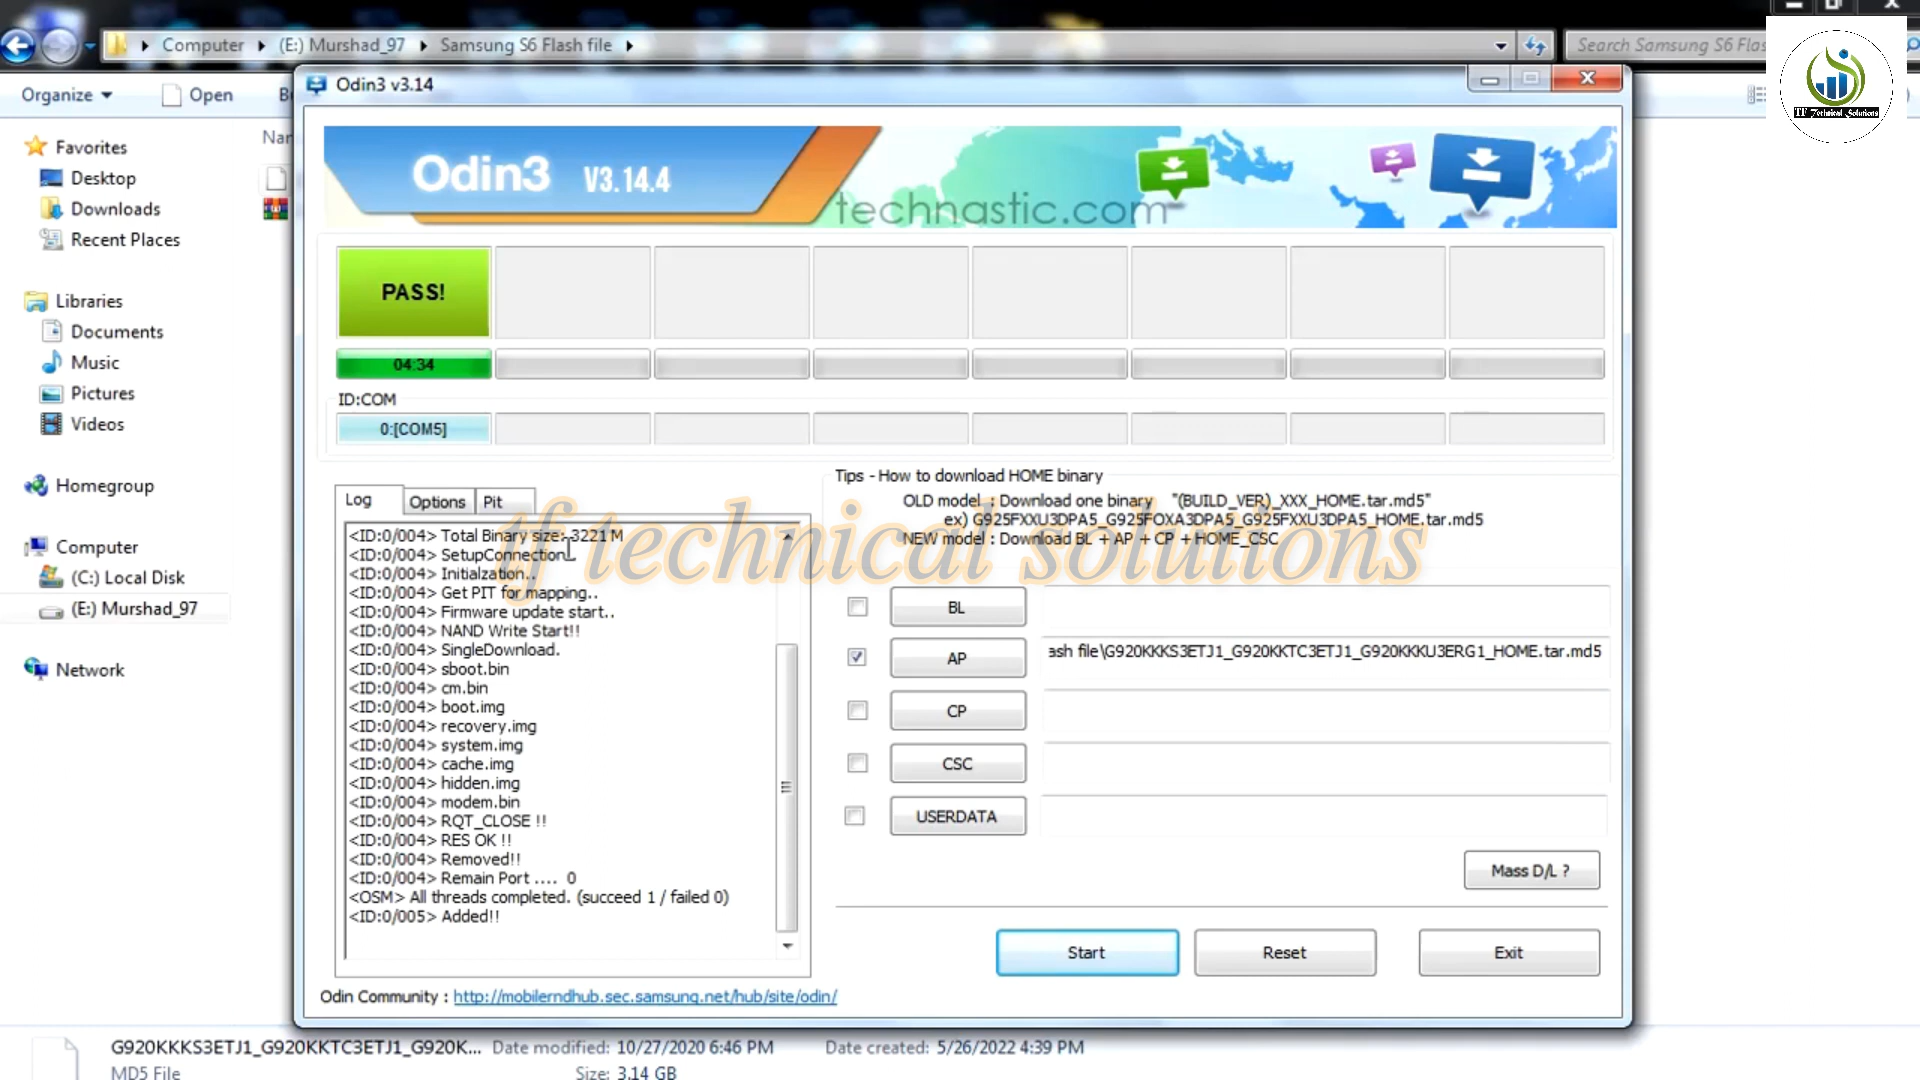 Computer
(E:) Murshad_97
Samsung S6 Flash file
Search Samsung S6 Flas
Organize
Open
Odin3 v3.14
TF Technical Solutions
Odin3 V3.14.4
technastic.com
Favorites
Desktop
Downloads
Recent Places
Libraries
Documents
Music
Pictures
Videos
Homegroup
Computer
(C:) Local Disk
(E:) Murshad_97
Network
PASS!
04:34
ID:COM
0:[COM5]
Log
Options
Pit
<ID:0/004> Total Binary size: 3221 M
<ID:0/004> SetupConnection..
<ID:0/004> Initialzation..
<ID:0/004> Get PIT for mapping..
<ID:0/004> Firmware update start..
<ID:0/004> NAND Write Start!!
<ID:0/004> SingleDownload.
<ID:0/004> sboot.bin
<ID:0/004> cm.bin
<ID:0/004> boot.img
<ID:0/004> recovery.img
<ID:0/004> system.img
<ID:0/004> cache.img
<ID:0/004> hidden.img
<ID:0/004> modem.bin
<ID:0/004> RQT_CLOSE !!
<ID:0/004> RES OK !!
<ID:0/004> Removed!!
<ID:0/004> Remain Port .... 0
<OSM> All threads completed. (succeed 1 / failed 0)
<ID:0/005> Added!!
Tips - How to download HOME binary
OLD model : Download one binary "(BUILD_VER)_XXX_HOME.tar.md5"
ex) G925FXXU3DPA5_G925FOXA3DPA5_G925FXXU3DPA5_HOME.tar.md5
NEW model : Download BL + AP + CP + HOME_CSC
tf technical solutions
BL
AP
ash file\G920KKKS3ETJ1_G920KKTC3ETJ1_G920KKKU3ERG1_HOME.tar.md5
CP
CSC
USERDATA
Mass D/L ?
Start
Reset
Exit
Odin Community : http://mobilerndhub.sec.samsung.net/hub/site/odin/
G920KKKS3ETJ1_G920KKTC3ETJ1_G920K... Date modified: 10/27/2020 6:46 PM Date created: 5/26/2022 4:39 PM
MD5 File Size: 3.14 GB